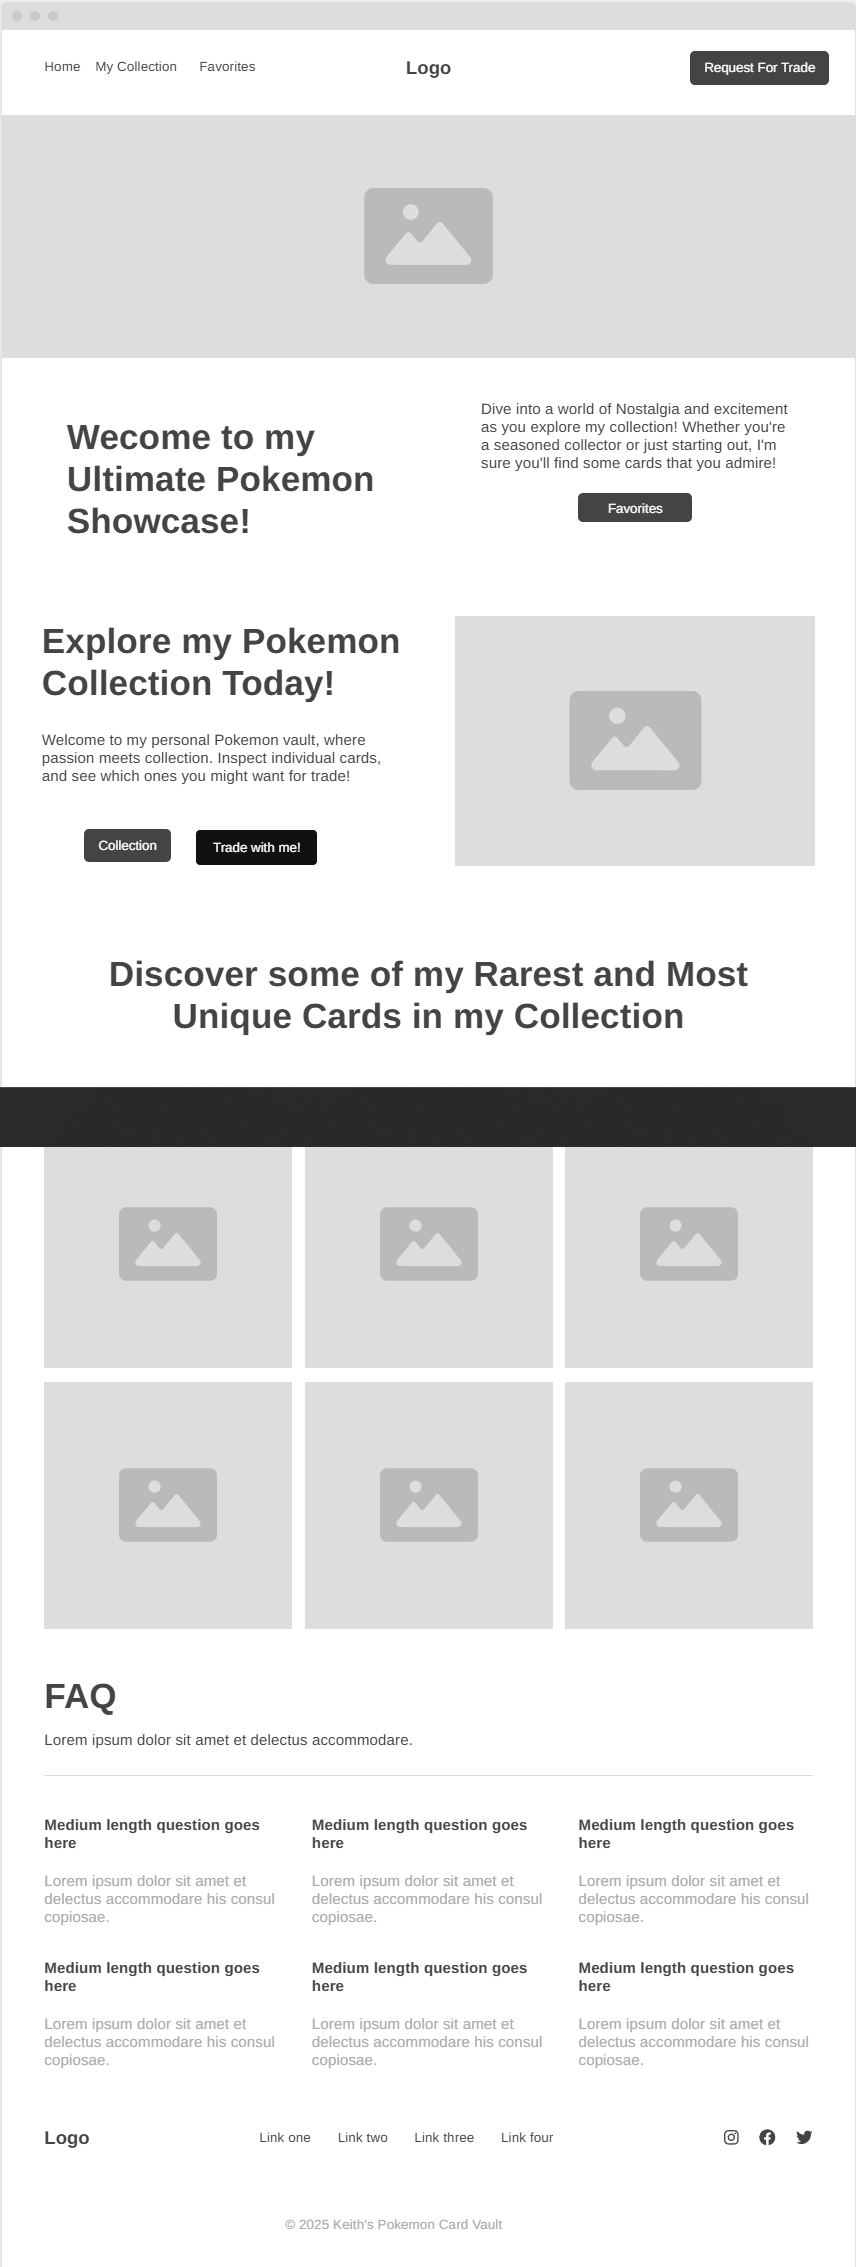 Home My Collection Favorites Logo Request For Trade
Wecome to my
Ultimate Pokemon
Showcase!
Dive into a world of Nostalgia and excitement
as you explore my collection! Whether you're
a seasoned collector or just starting out, I'm
sure you'll find some cards that you admire!
Favorites
Explore my Pokemon
Collection Today!
Welcome to my personal Pokemon vault, where
passion meets collection. Inspect individual cards,
and see which ones you might want for trade!
Collection Trade with me!
Discover some of my Rarest and Most
Unique Cards in my Collection
FAQ
Lorem ipsum dolor sit amet et delectus accommodare.
Medium length question goes
here
Lorem ipsum dolor sit amet et
delectus accommodare his consul
copiosae.
Medium length question goes
here
Lorem ipsum dolor sit amet et
delectus accommodare his consul
copiosae.
Medium length question goes
here
Lorem ipsum dolor sit amet et
delectus accommodare his consul
copiosae.
Medium length question goes
here
Lorem ipsum dolor sit amet et
delectus accommodare his consul
copiosae.
Medium length question goes
here
Lorem ipsum dolor sit amet et
delectus accommodare his consul
copiosae.
Medium length question goes
here
Lorem ipsum dolor sit amet et
delectus accommodare his consul
copiosae.
Logo Link one Link two Link three Link four
© 2025 Keith's Pokemon Card Vault